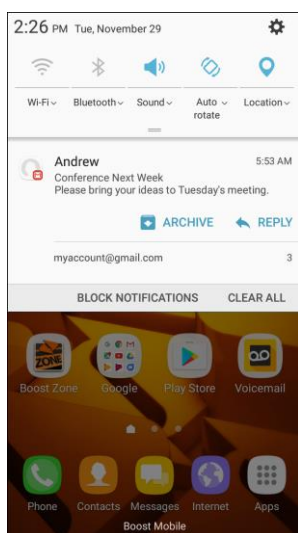 2:26 PM Tue, November 29
Wi-Fi Bluetooth Sound Auto rotate Location
Andrew 5:53 AM
Conference Next Week
Please bring your ideas to Tuesday's meeting.
ARCHIVE REPLY
myaccount@gmail.com 3
BLOCK NOTIFICATIONS CLEAR ALL
ZONE
Boost Zone Google Play Store Voicemail
Phone Contacts Messages Internet Apps
Boost Mobile